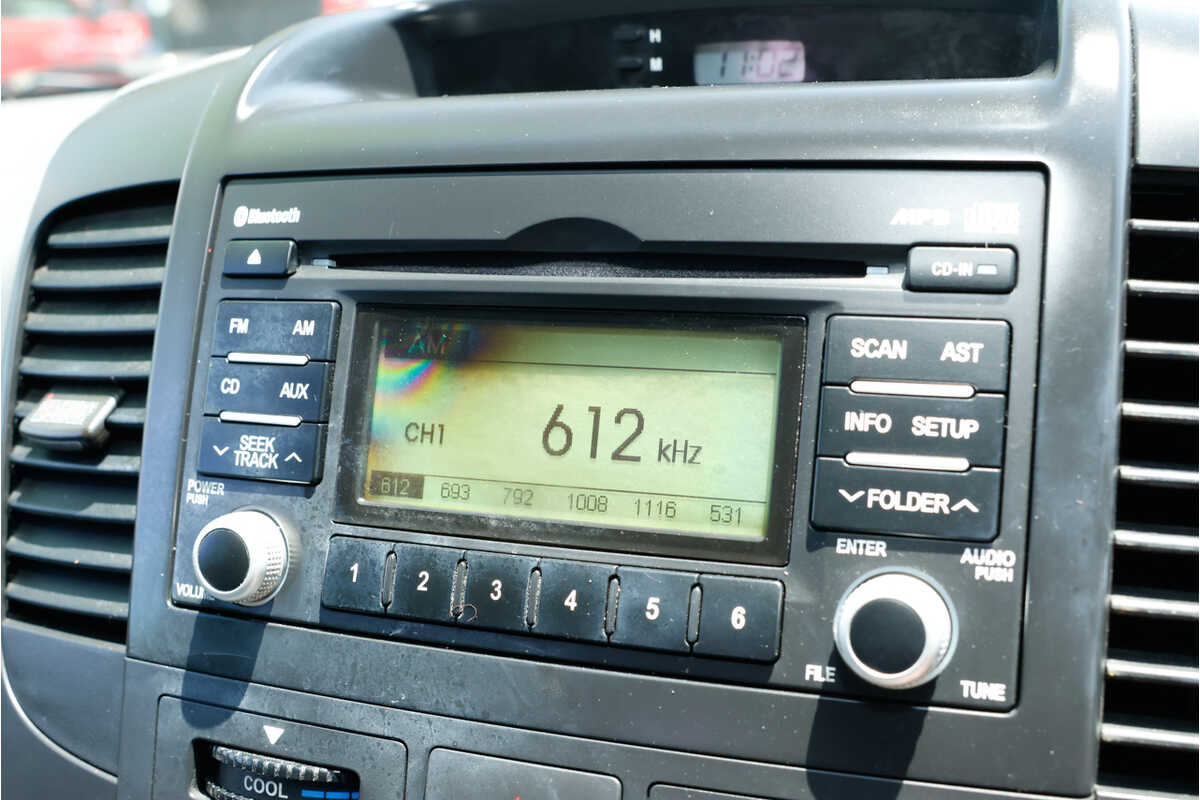 H
M
11:02
Bluetooth
MP3
CD-IN
FM AM
CD AUX
SEEK
TRACK
POWER
PUSH
VOLU
AM
CH1 612 kHz
612 693 792 1008 1116 531
1 2 3 4 5 6
SCAN AST
INFO SETUP
FOLDER
ENTER
AUDIO
PUSH
FILE
TUNE
COOL